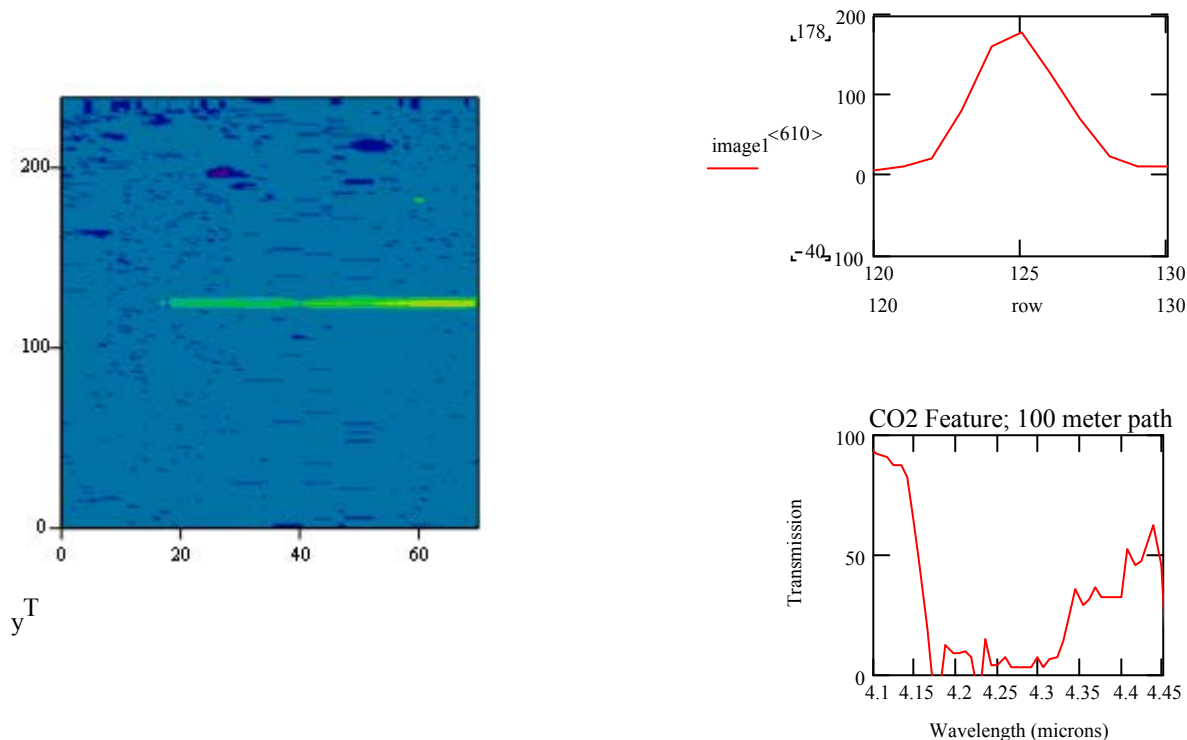 200
100
0
0 20 40 60
y^T
178
200
100
0
-40
100
image1<610>
120 125 130
120 row 130
CO2 Feature; 100 meter path
100
50
0
Transmission
4.1 4.15 4.2 4.25 4.3 4.35 4.4 4.45
Wavelength (microns)